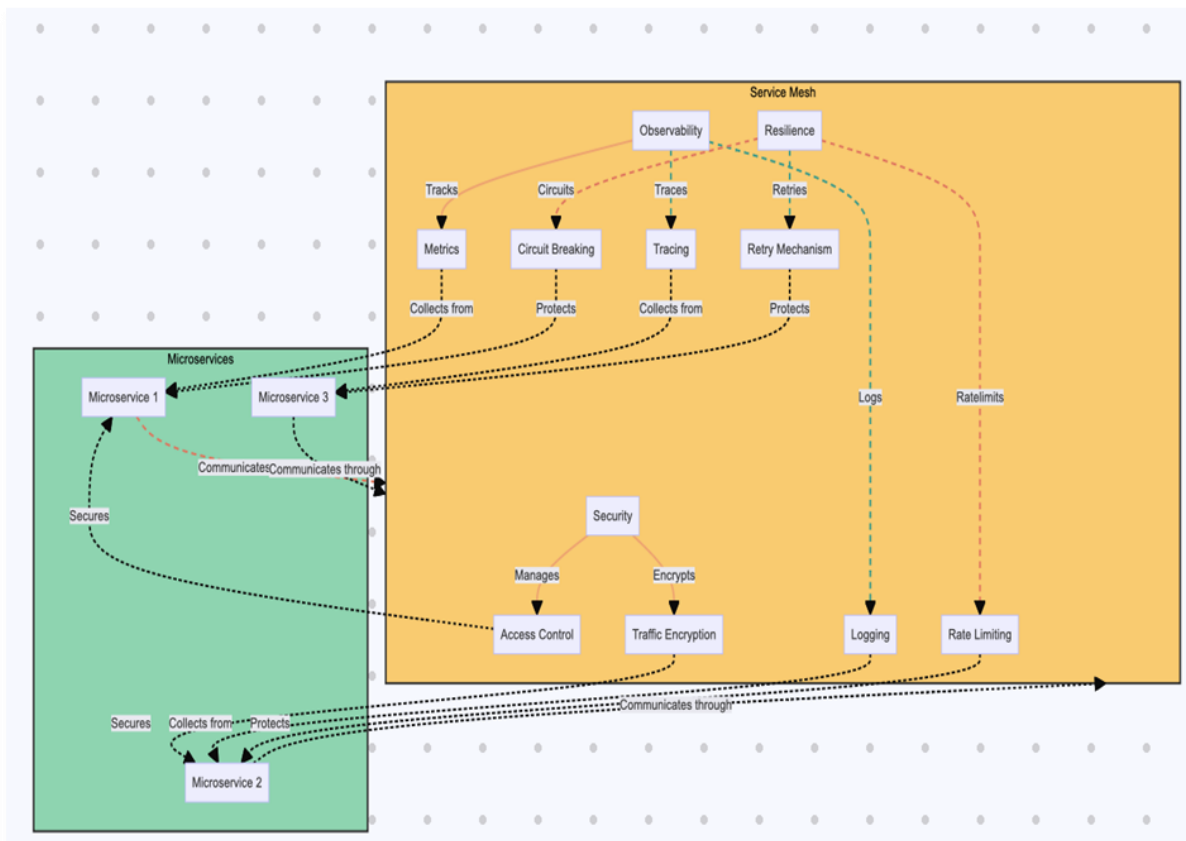 Service Mesh
Observability
Resilience
Tracks
Circuits
Traces
Retries
Metrics
Circuit Breaking
Tracing
Retry Mechanism
Collects from
Protects
Collects from
Protects
Microservices
Microservice 1
Microservice 3
Logs
Ratelimits
Communicates
Communicates through
Secures
Security
Manages
Encrypts
Access Control
Traffic Encryption
Logging
Rate Limiting
Communicates through
Secures
Collects from
Protects
Microservice 2